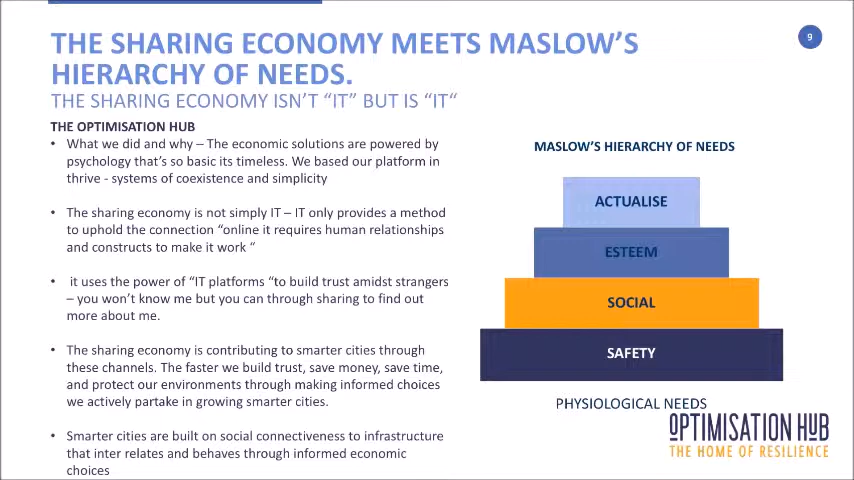 THE SHARING ECONOMY MEETS MASLOW'S
HIERARCHY OF NEEDS.
THE SHARING ECONOMY ISN'T "IT" BUT IS "IT"
9
THE OPTIMISATION HUB
• What we did and why – The economic solutions are powered by
psychology that's so basic its timeless. We based our platform in
thrive - systems of coexistence and simplicity
• The sharing economy is not simply IT – IT only provides a method
to uphold the connection "online it requires human relationships
and constructs to make it work "
• it uses the power of "IT platforms "to build trust amidst strangers
– you won't know me but you can through sharing to find out
more about me.
• The sharing economy is contributing to smarter cities through
these channels. The faster we build trust, save money, save time,
and protect our environments through making informed choices
we actively partake in growing smarter cities.
• Smarter cities are built on social connectiveness to infrastructure
that inter relates and behaves through informed economic
choices
MASLOW'S HIERARCHY OF NEEDS
ACTUALISE
ESTEEM
SOCIAL
SAFETY
PHYSIOLOGICAL NEEDS
OPTIMISATION HUB
THE HOME OF RESILIENCE